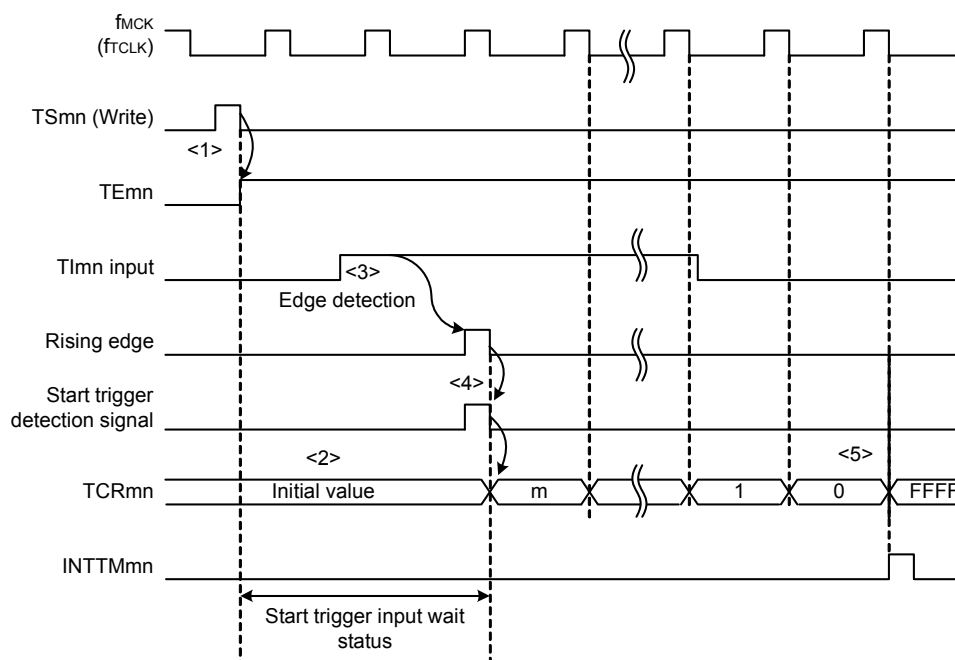 fMCK
(fTCLK)
TSmn (Write)
<1>
TEmn
TImn input
<3>
Edge detection
Rising edge
<4>
Start trigger
detection signal
<2>
<5>
TCRmn
Initial value
m
1
0
FFFF
INTTMmn
Start trigger input wait
status